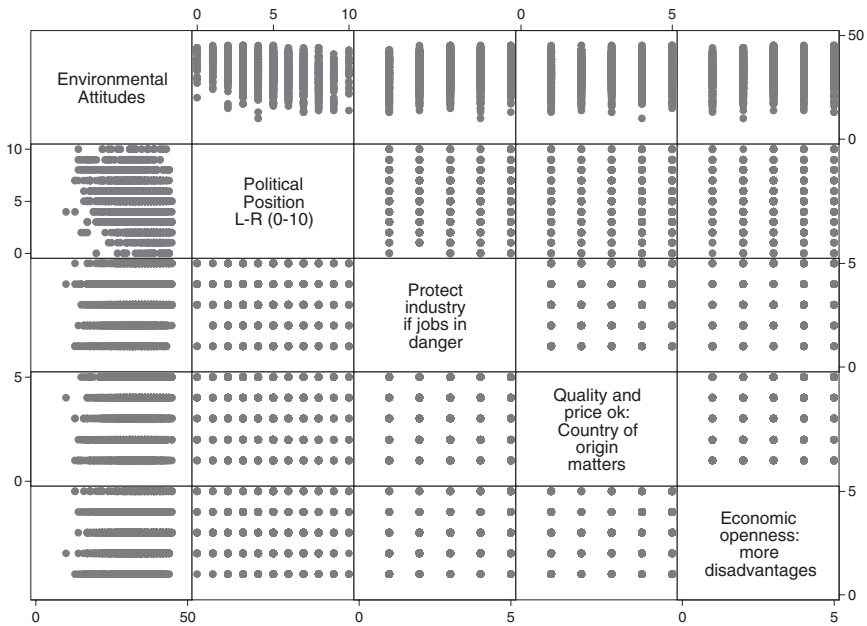 0 5 10 0 5
Environmental
Attitudes
50
0
10
5
0
Political
Position
L-R (0-10)
Protect
industry
if jobs in
danger
5
0
5
0
Quality and
price ok:
Country of
origin
matters
Economic
openness:
more
disadvantages
5
0
0 50 0 5 0 5